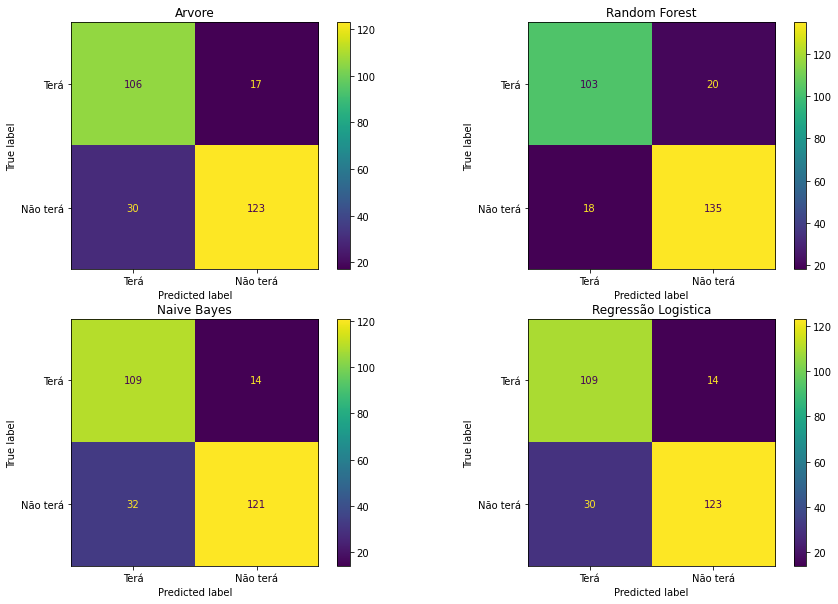 Arvore
True label
Terá
Não terá
106
17
30
123
Terá
Não terá
Predicted label
120
100
80
60
40
20
Random Forest
True label
Terá
Não terá
103
20
18
135
Terá
Não terá
Predicted label
120
100
80
60
40
20
Naive Bayes
True label
Terá
Não terá
109
14
32
121
Terá
Não terá
Predicted label
120
100
80
60
40
20
Regressão Logistica
True label
Terá
Não terá
109
14
30
123
Terá
Não terá
Predicted label
120
100
80
60
40
20